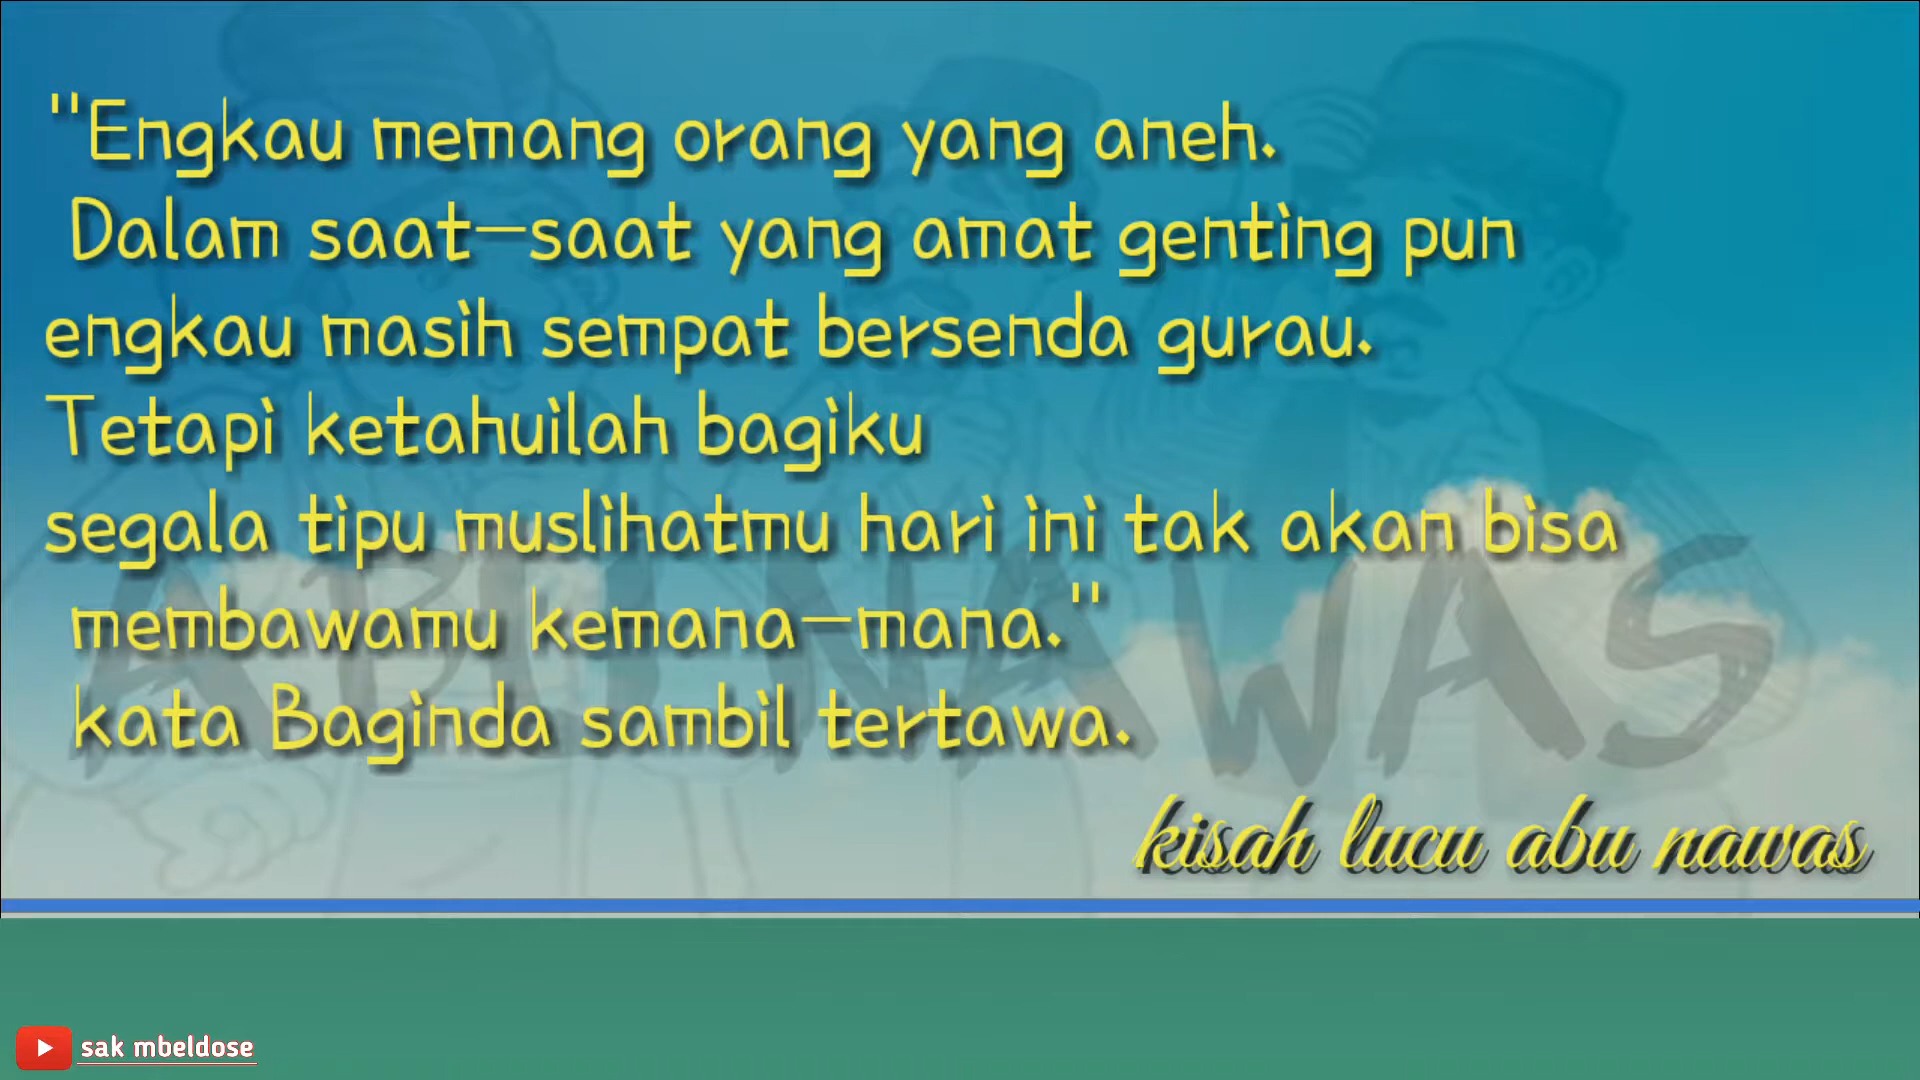 "Engkau memang orang yang aneh.
Dalam saat-saat yang amat genting pun
engkau masih sempat bersenda gurau.
Tetapi ketahuilah bagiku
segala tipu muslihatmu hari ini tak akan bisa
membawamu kemana-mana."
kata Baginda sambil tertawa.
ABU NAWAS
kisah lucu abu nawas
sak mbeldose